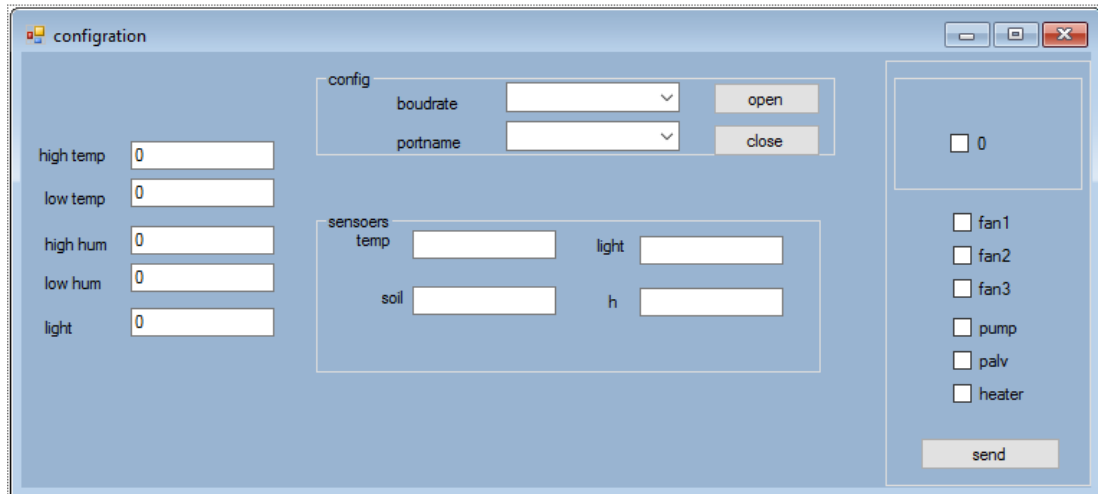 configration
config
boudrate
open
portname
close
high temp 0
low temp 0
high hum 0
low hum 0
light 0
sensoers
temp
light
soil
h
0
fan1
fan2
fan3
pump
palv
heater
send